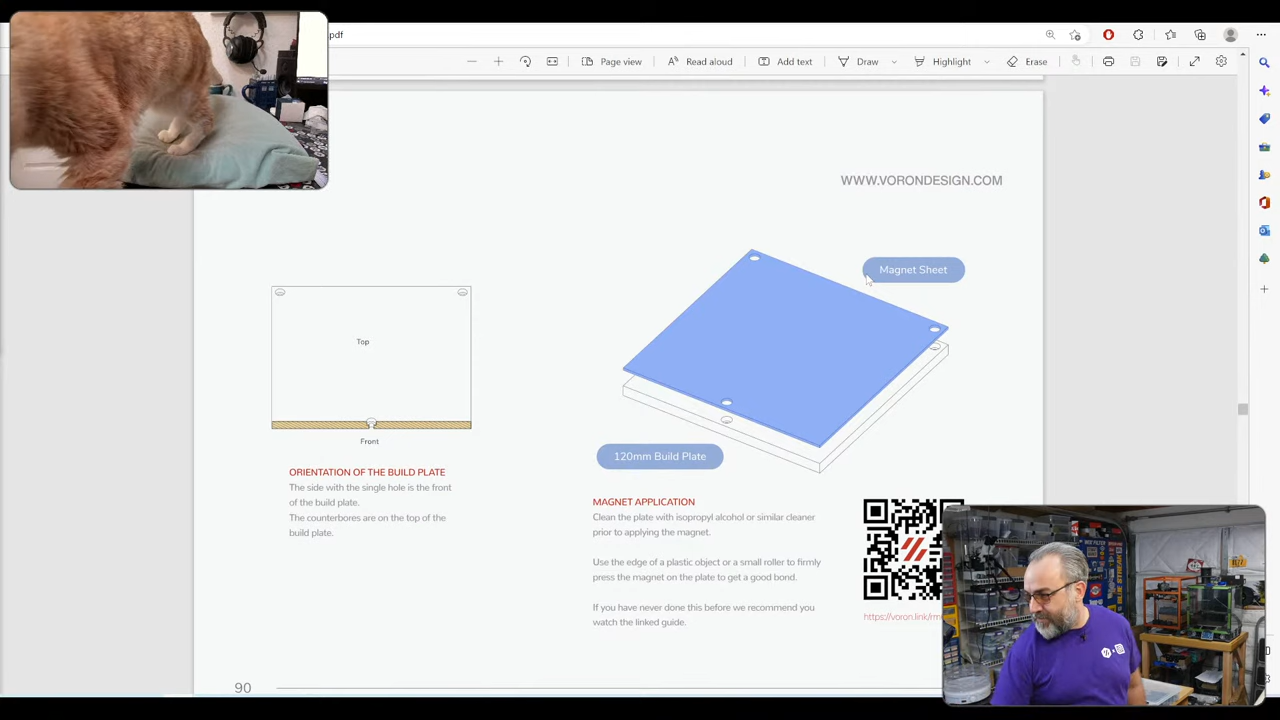 pdf
Page view
Read aloud
Add text
Draw
Highlight
Erase
WWW.VORONDESIGN.COM
Magnet Sheet
Top
Front
120mm Build Plate
ORIENTATION OF THE BUILD PLATE
The side with the single hole is the front
of the build plate.
The counterbores are on the top of the
build plate.
MAGNET APPLICATION
Clean the plate with isopropyl alcohol or similar cleaner
prior to applying the magnet.
Use the edge of a plastic object or a small roller to firmly
press the magnet on the plate to get a good bond.
If you have never done this before we recommend you
watch the linked guide.
https://voron.link/
90